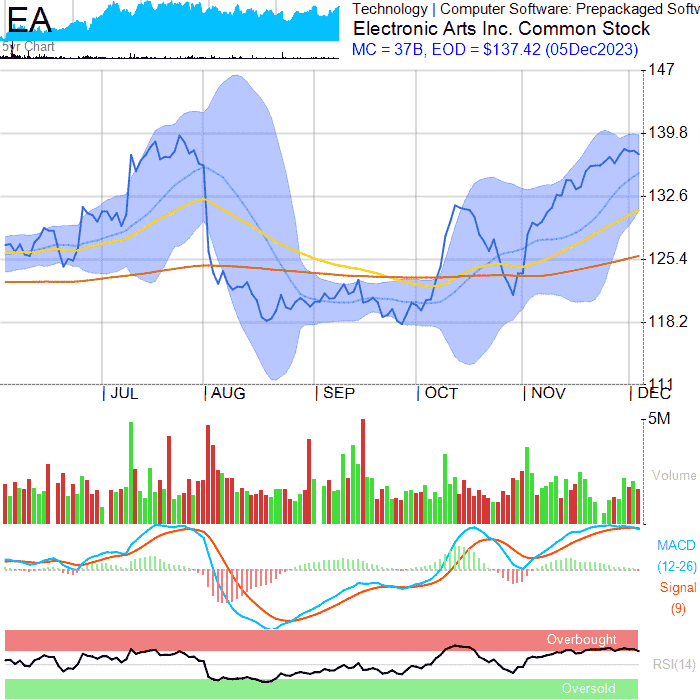 EA
5yr Chart
Technology | Computer Software: Prepackaged Softw
Electronic Arts Inc. Common Stock
MC = 37B, EOD = $137.42 (05Dec2023)
147
139.8
132.6
125.4
118.2
111
JUL AUG SEP OCT NOV DEC
5M
Volume
MACD
(12-26)
Signal
(9)
Overbought
RSI(14)
Oversold